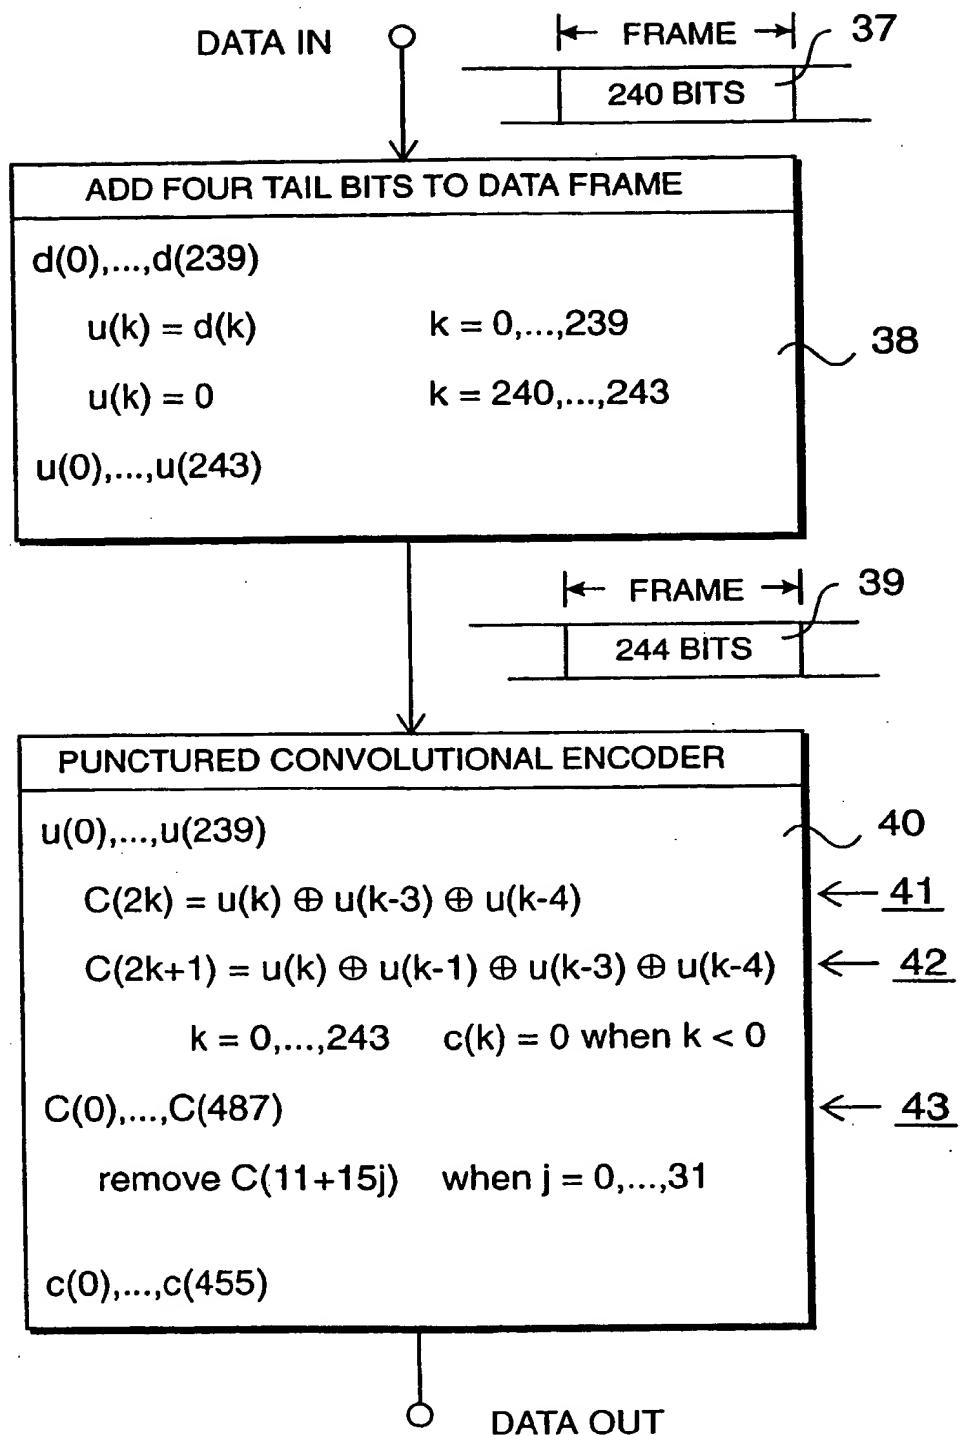 DATA IN
FRAME
37
240 BITS
ADD FOUR TAIL BITS TO DATA FRAME
d(0),...,d(239)
u(k) = d(k) k = 0,...,239
38
u(k) = 0 k = 240,...,243
u(0),...,u(243)
FRAME
39
244 BITS
PUNCTURED CONVOLUTIONAL ENCODER
u(0),...,u(239)
40
C(2k) = u(k) ⊕ u(k-3) ⊕ u(k-4)
41
C(2k+1) = u(k) ⊕ u(k-1) ⊕ u(k-3) ⊕ u(k-4)
42
k = 0,...,243 c(k) = 0 when k < 0
C(0),...,C(487)
43
remove C(11+15j) when j = 0,...,31
c(0),...,c(455)
DATA OUT